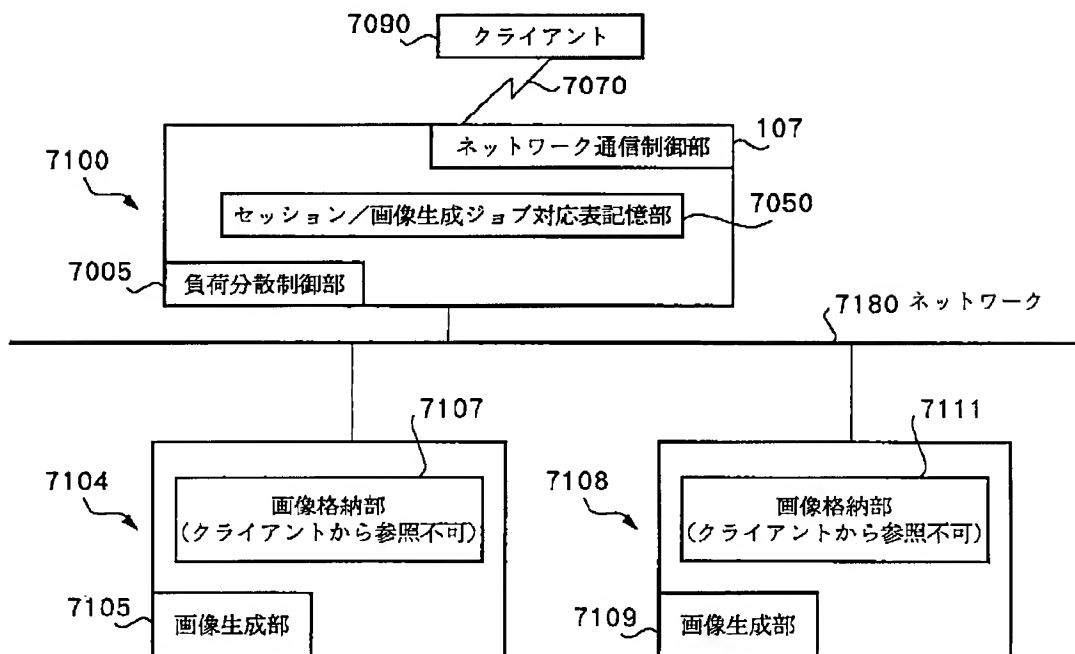 7090
クライアント
7070
ネットワーク通信制御部
107
7100
セッション／画像生成ジョブ対応表記憶部
7050
7005
負荷分散制御部
7180 ネットワーク
7107
7111
7104
画像格納部
(クライアントから参照不可)
7108
画像格納部
(クライアントから参照不可)
7105
画像生成部
7109
画像生成部